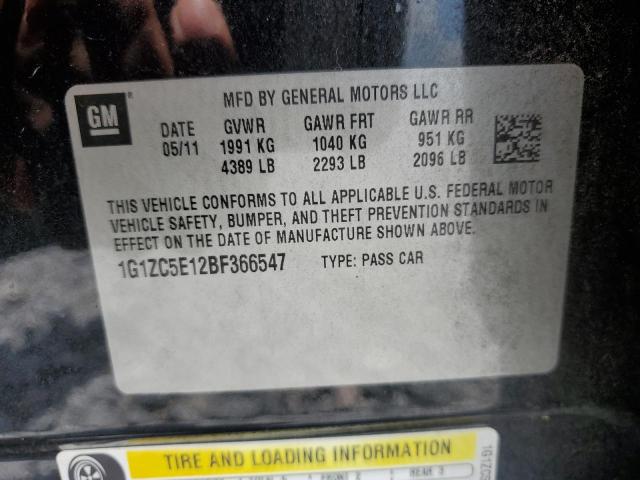 GM
MFD BY GENERAL MOTORS LLC
DATE GVWR GAWR FRT GAWR RR
05/11 1991 KG 1040 KG 951 KG
4389 LB 2293 LB 2096 LB
THIS VEHICLE CONFORMS TO ALL APPLICABLE U.S. FEDERAL MOTOR
VEHICLE SAFETY, BUMPER, AND THEFT PREVENTION STANDARDS IN
EFFECT ON THE DATE OF MANUFACTURE SHOWN ABOVE.
1G1ZC5E12BF366547 TYPE: PASS CAR
TIRE AND LOADING INFORMATION